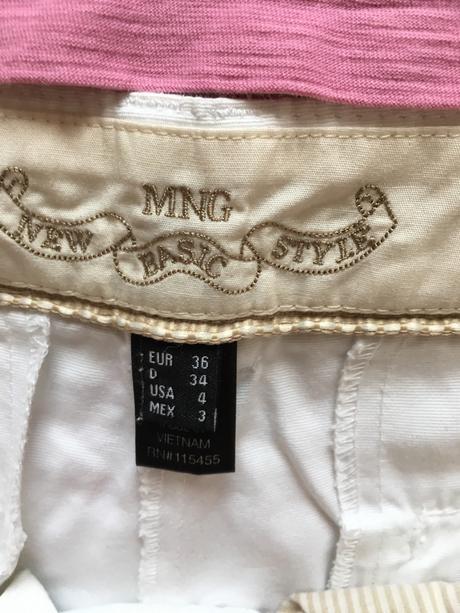 MNG
NEW BASIC STYLE
EUR 36
D 34
USA 4
MEX 3
VIETNAM
RN#115455